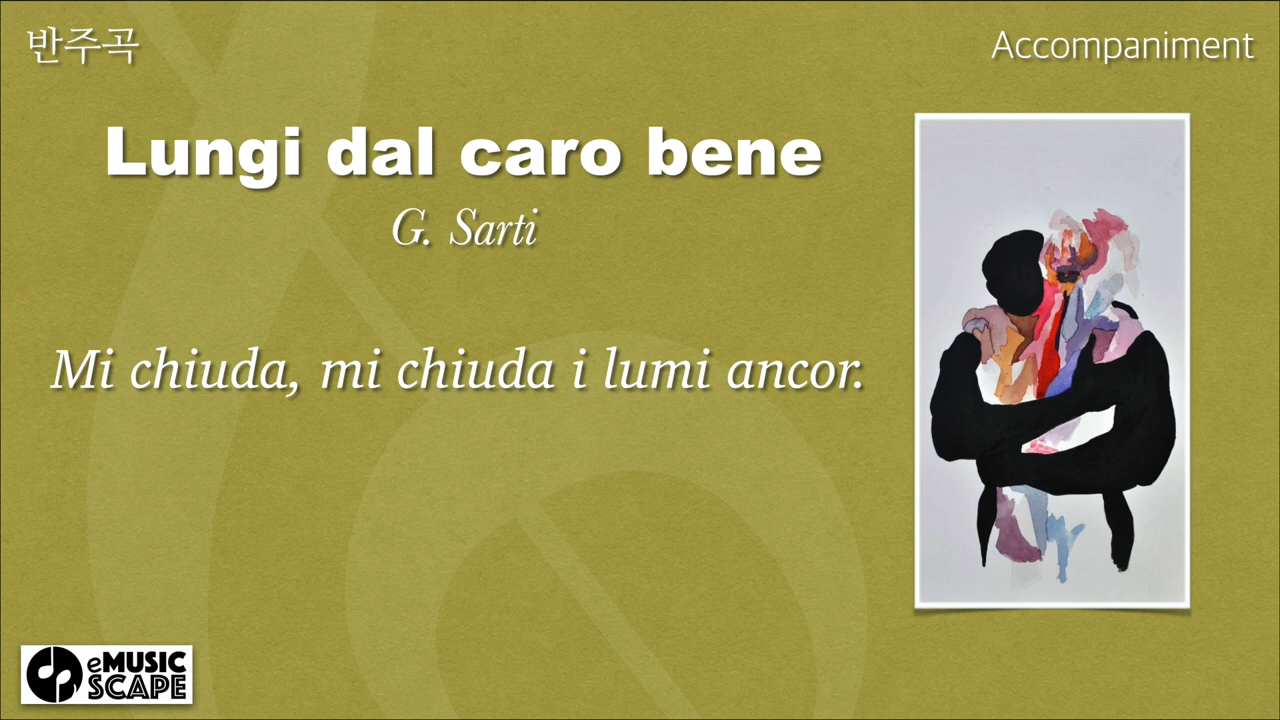 반주곡
Accompaniment
Lungi dal caro bene
G. Sarti
Mi chiuda, mi chiuda i lumi ancor.
eMUSIC
SCAPE